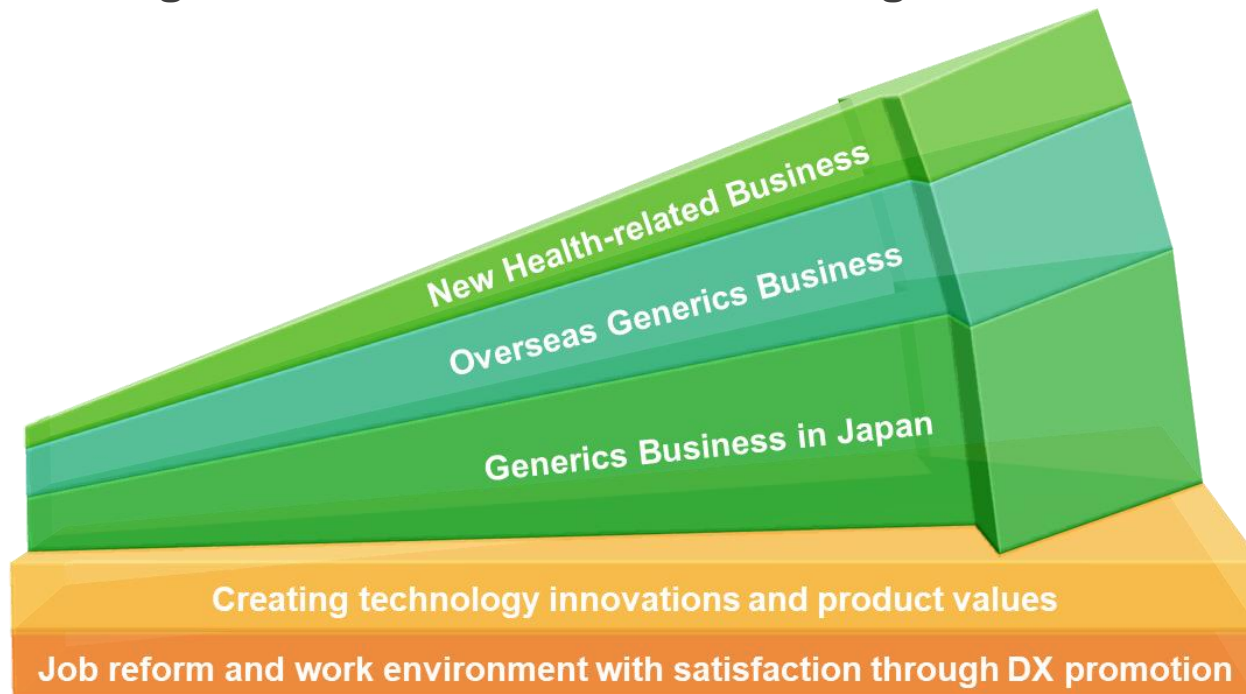 New Health-related Business
Overseas Generics Business
Generics Business in Japan
Creating technology innovations and product values
Job reform and work environment with satisfaction through DX promotion